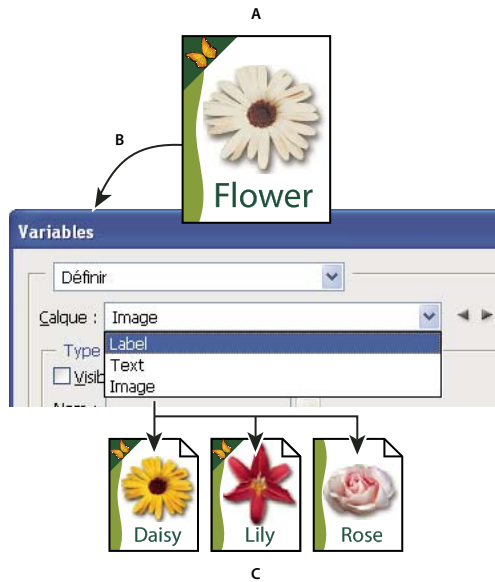 A
B
Flower
Variables
Définir
Calque : Image
Label
Type
Text
Visib
Image
Daisy
Lily
Rose
C